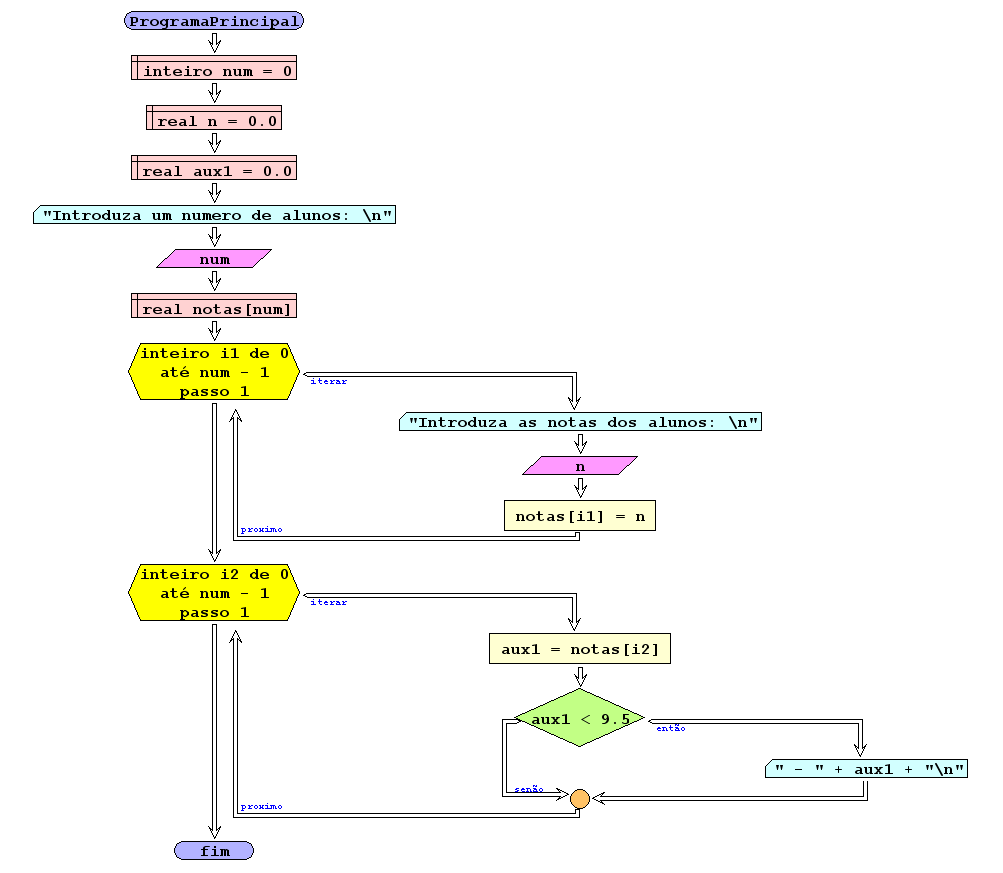 ProgramaPrincipal
inteiro num = 0
real n = 0.0
real aux1 = 0.0
"Introduza um numero de alunos: \n"
num
real notas[num]
inteiro i1 de 0
até num - 1
passo 1
iterar
"Introduza as notas dos alunos: \n"
n
notas[i1] = n
proximo
inteiro i2 de 0
até num - 1
passo 1
iterar
aux1 = notas[i2]
aux1 < 9.5
então
" - " + aux1 + "\n"
senão
proximo
fim